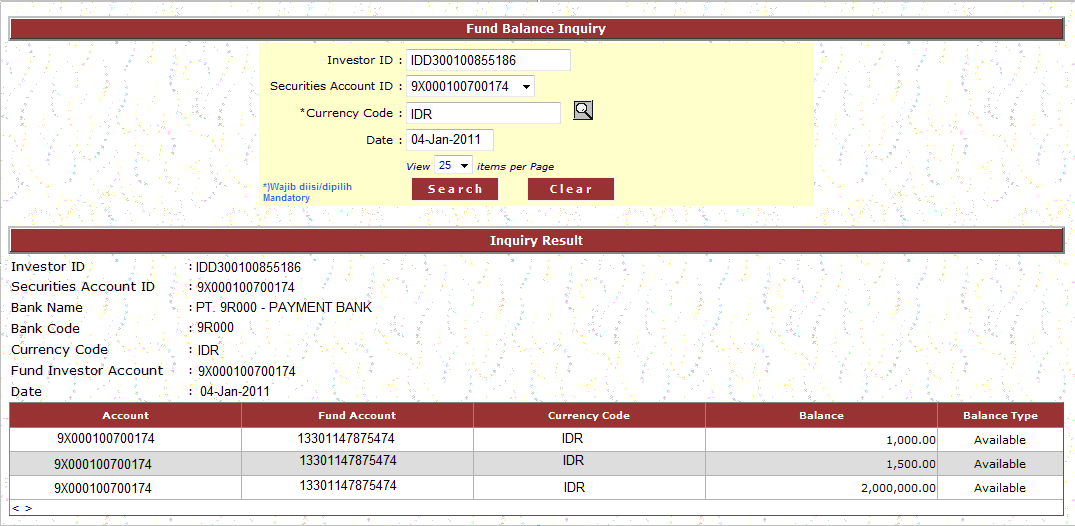 Fund Balance Inquiry
Investor ID : IDD300100855186
Securities Account ID : 9X000100700174
*Currency Code : IDR
Date : 04-Jan-2011
View 25 items per Page
*)Wajib diisi/dipilih
Mandatory
Search Clear
Inquiry Result
Investor ID : IDD300100855186
Securities Account ID : 9X000100700174
Bank Name : PT. 9R000 - PAYMENT BANK
Bank Code : 9R000
Currency Code : IDR
Fund Investor Account : 9X000100700174
Date : 04-Jan-2011
Account Fund Account Currency Code Balance Balance Type
9X000100700174 13301147875474 IDR 1,000.00 Available
9X000100700174 13301147875474 IDR 1,500.00 Available
9X000100700174 13301147875474 IDR 2,000,000.00 Available
< >